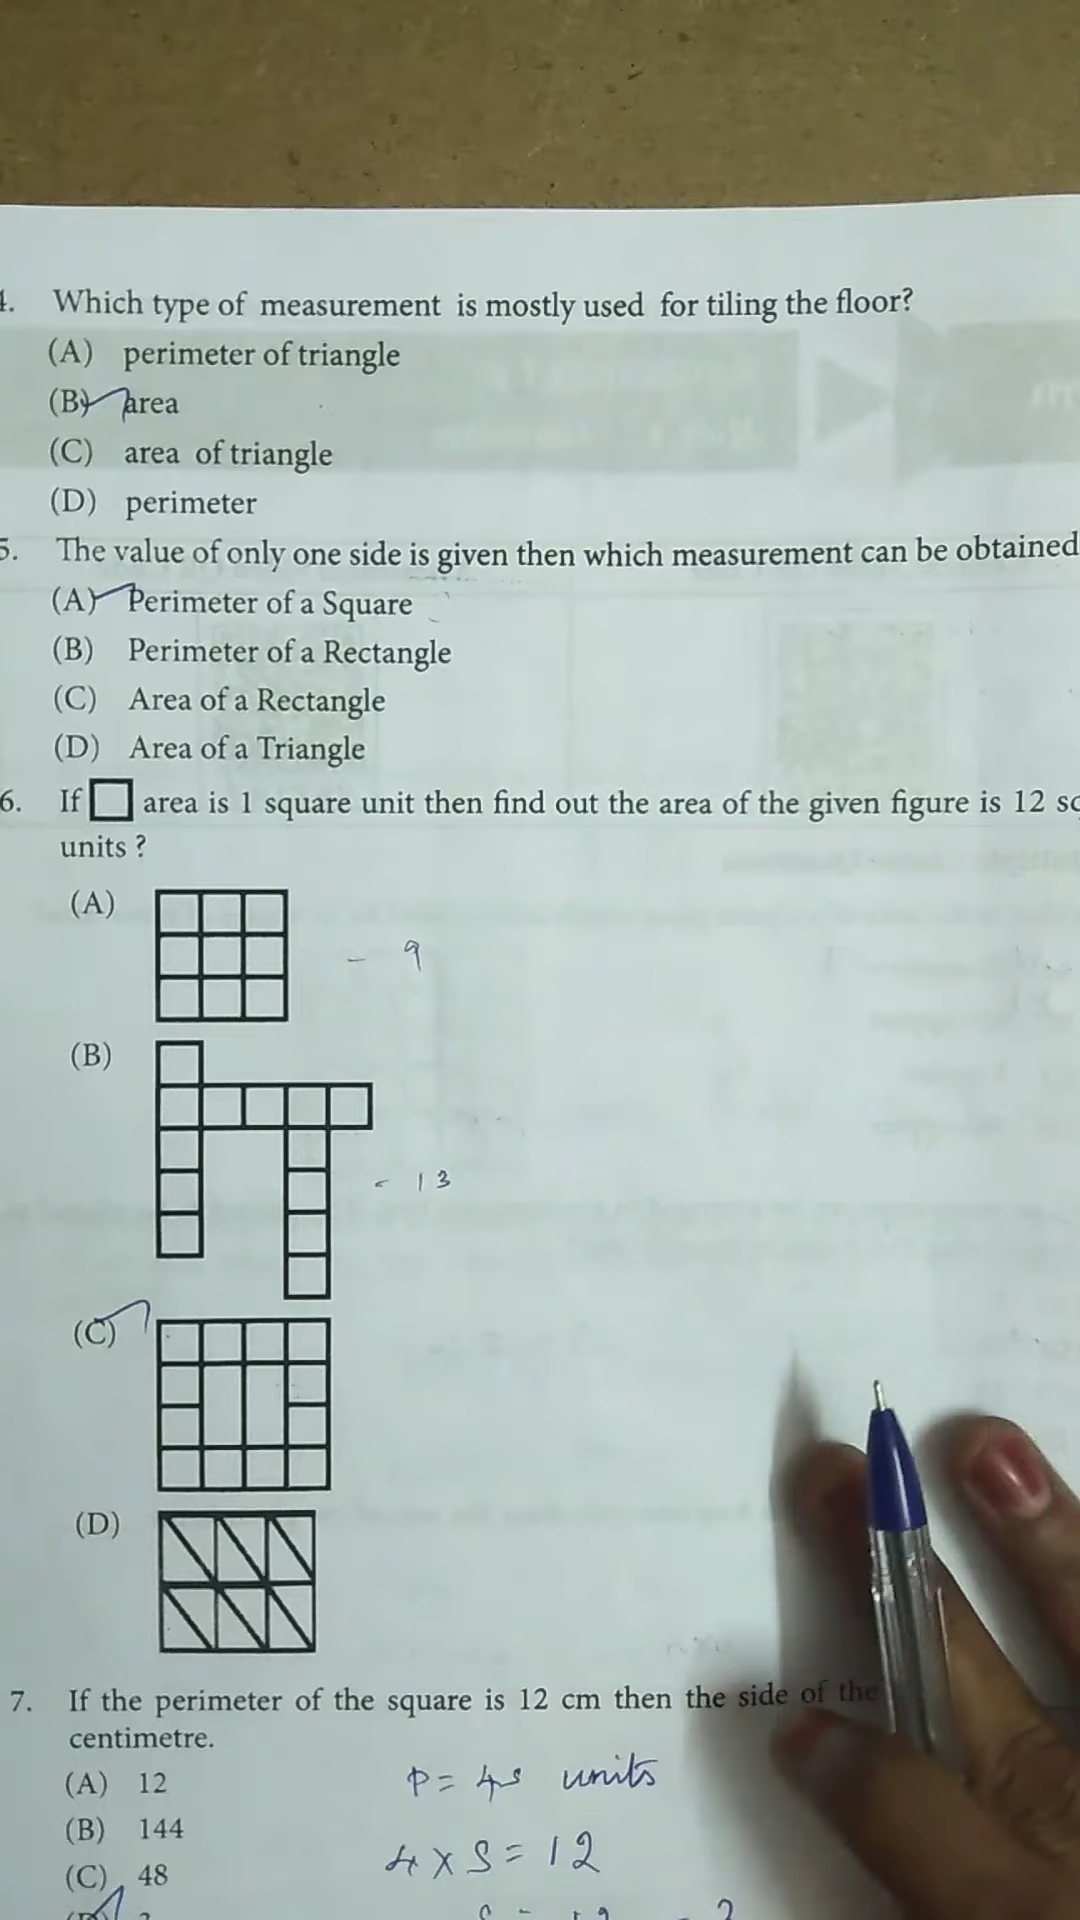 Which type of measurement is mostly used for tiling the floor?
(A) perimeter of triangle
(B) area
(C) area of triangle
(D) perimeter
5. The value of only one side is given then which measurement can be obtained
(A) Perimeter of a Square
(B) Perimeter of a Rectangle
(C) Area of a Rectangle
(D) Area of a Triangle
6. If area is 1 square unit then find out the area of the given figure is 12
units ?
(A)
- 9
(B)
- 13
(C)
(D)
7. If the perimeter of the square is 12 cm then the side of the
centimetre.
(A) 12
P = 4s units
(B) 144
4 x S = 12
(C) 48